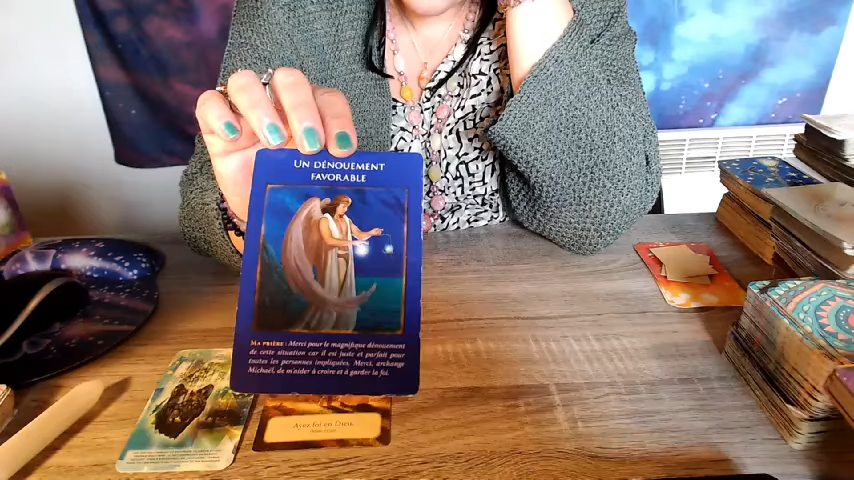 UN DÉNOUEMENT
FAVORABLE
MA PRIÈRE : Merci pour le magnifique dénouement
de cette situation car il est juste et parfait pour
toutes les personnes impliquées. Merci, archange
Michaël, de m'aider à croire et à garder la foi.
Ayez foi en Dieu.